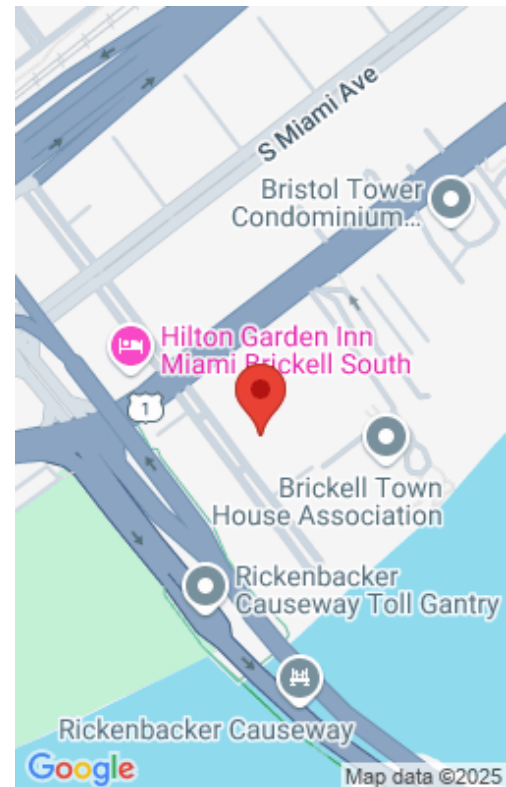 S Miami Ave
Bristol Tower
Condominium...
Hilton Garden Inn
Miami Brickell South
1
Brickell Town
House Association
Rickenbacker
Causeway Toll Gantry
Rickenbacker Causeway
Google
Map data ©2025